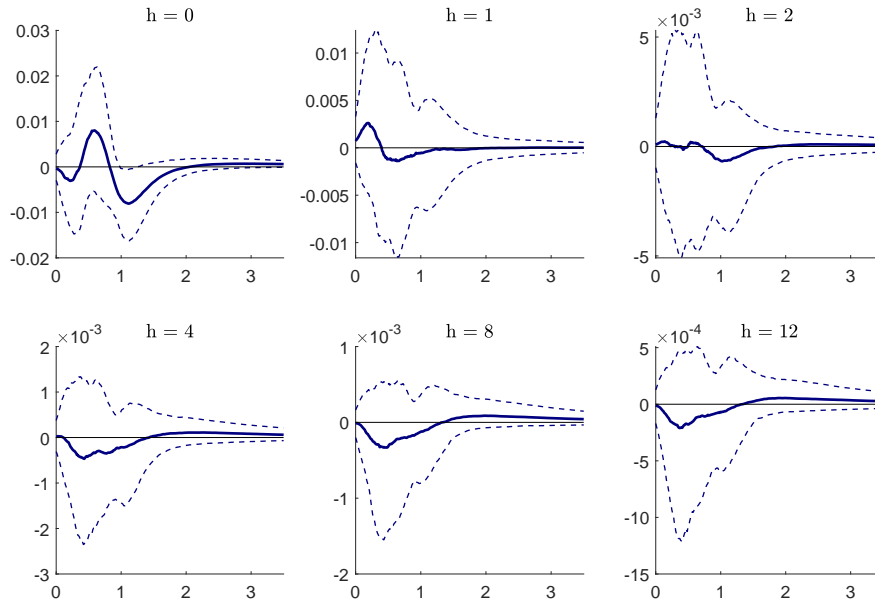 h = 0
0.03
0.02
0.01
0
-0.01
-0.02
0 1 2 3
h = 1
0.01
0.005
0
-0.005
-0.01
0 1 2 3
×10-3
h = 2
5
0
-5
0 1 2 3
×10-3
h = 4
2
1
0
-1
-2
-3
0 1 2 3
×10-3
h = 8
1
0
-1
-2
0 1 2 3
×10-4
h = 12
5
0
-5
-10
-15
0 1 2 3